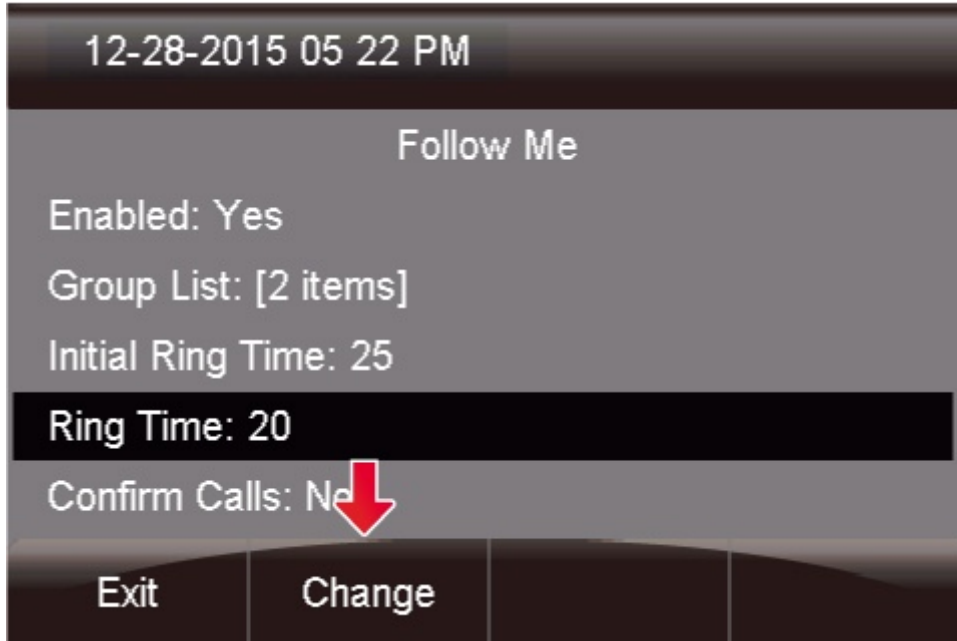 12-28-2015 05 22 PM
Follow Me
Enabled: Yes
Group List: [2 items]
Initial Ring Time: 25
Ring Time: 20
Confirm Calls: No
Exit Change